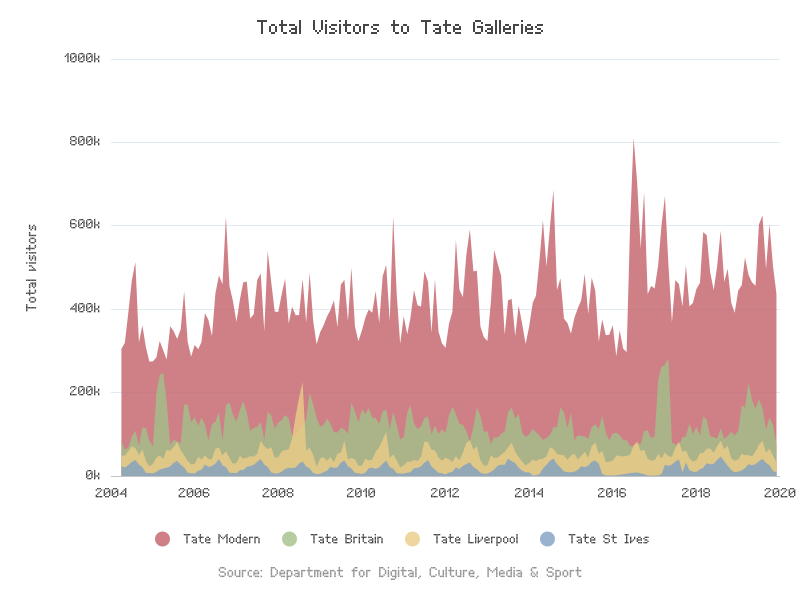 Total Visitors to Tate Galleries
1000k
800k
600k
400k
200k
0k
Total visitors
2004 2006 2008 2010 2012 2014 2016 2018 2020
Tate Modern Tate Britain Tate Liverpool Tate St Ives
Source: Department for Digital, Culture, Media & Sport